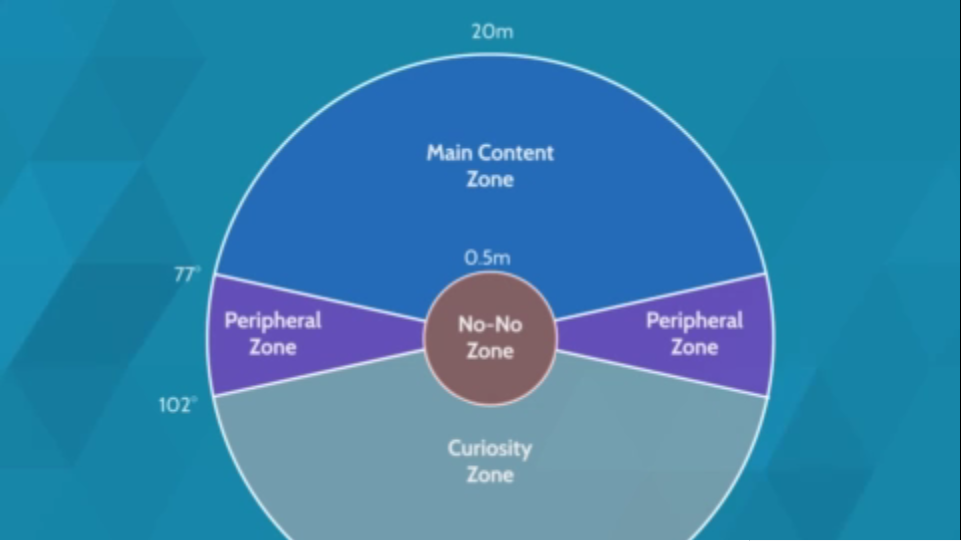 20m
Main Content
Zone
0.5m
77°
Peripheral
Zone
No-No
Zone
Peripheral
Zone
102°
Curiosity
Zone